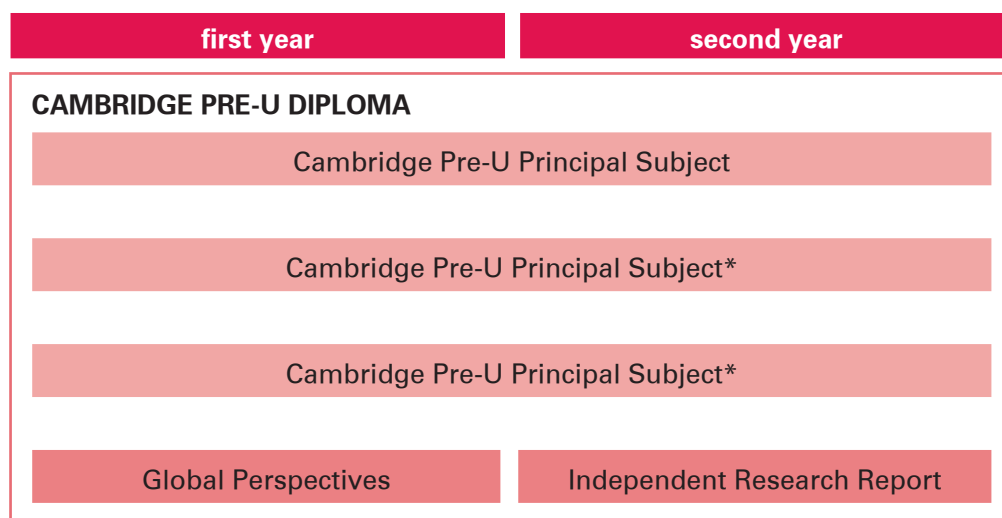 first year
second year
CAMBRIDGE PRE-U DIPLOMA
Cambridge Pre-U Principal Subject
Cambridge Pre-U Principal Subject*
Cambridge Pre-U Principal Subject*
Global Perspectives
Independent Research Report